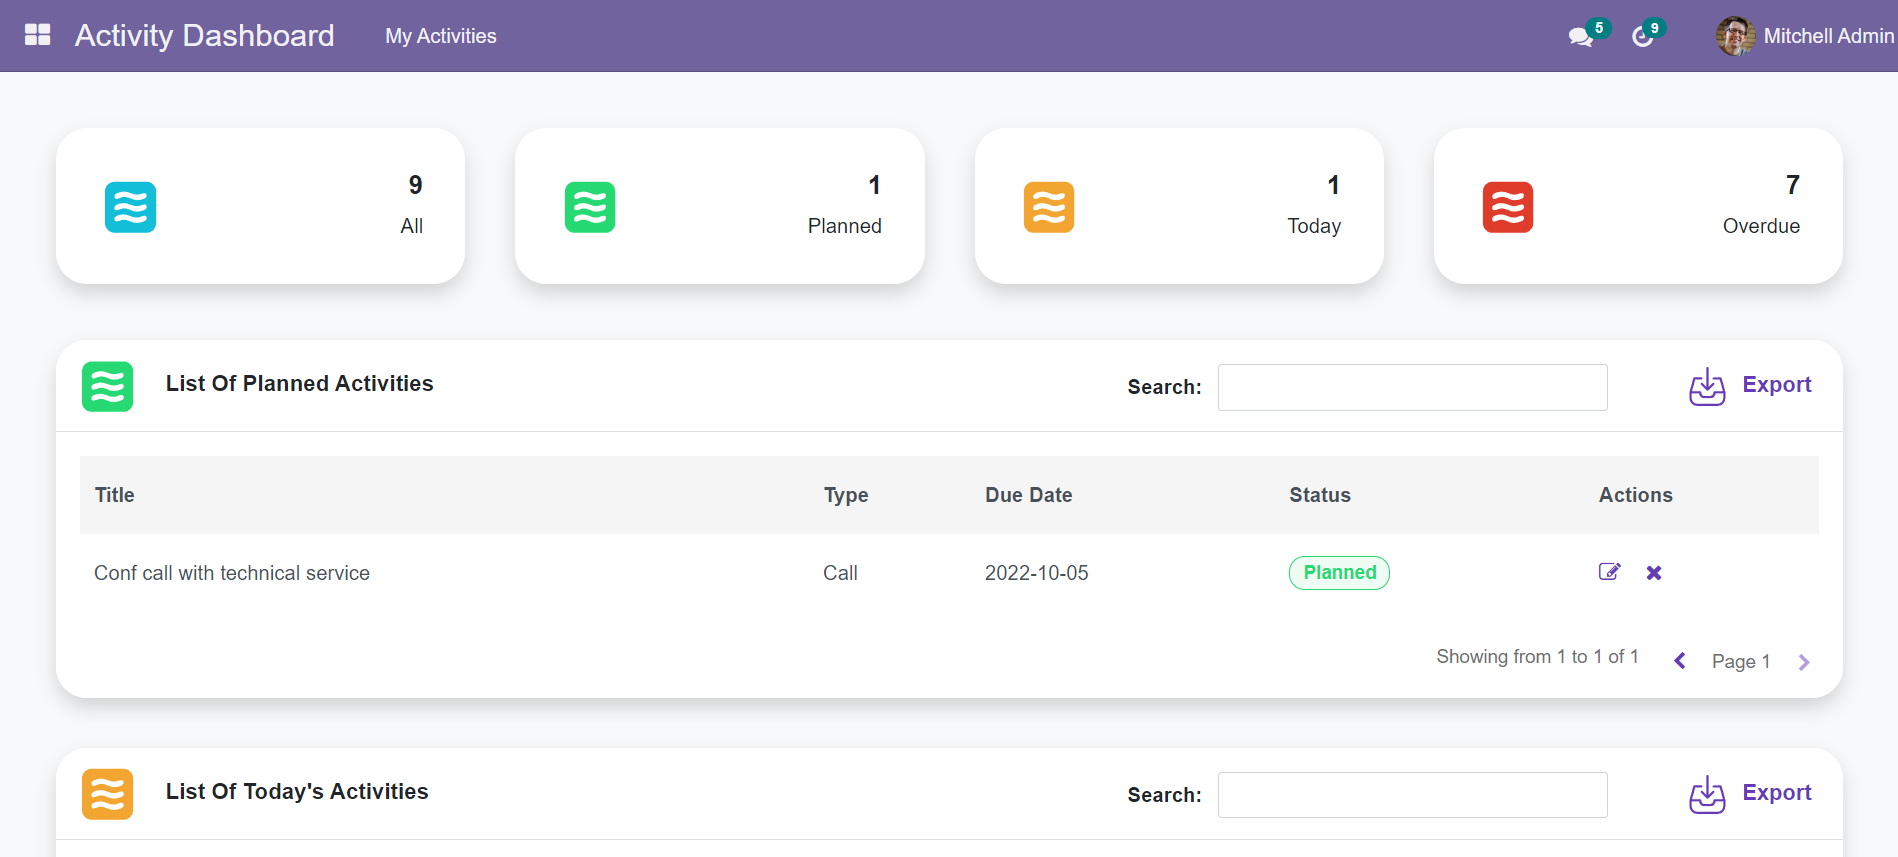 Activity Dashboard My Activities 5 9 Mitchell Admin
9 1 1 7
All Planned Today Overdue
List Of Planned Activities Search: Export
Title Type Due Date Status Actions
Conf call with technical service Call 2022-10-05 Planned
Showing from 1 to 1 of 1 Page 1
List Of Today's Activities Search: Export